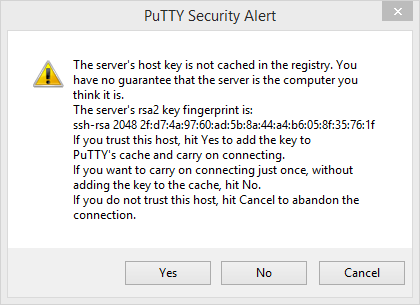 PuTTY Security Alert
The server's host key is not cached in the registry. You
have no guarantee that the server is the computer you
think it is.
The server's rsa2 key fingerprint is:
ssh-rsa 2048 2f:d7:4a:97:60:ad:5b:8a:44:a4:b6:05:8f:35:76:1f
If you trust this host, hit Yes to add the key to
PuTTY's cache and carry on connecting.
If you want to carry on connecting just once, without
adding the key to the cache, hit No.
If you do not trust this host, hit Cancel to abandon the
connection.
Yes No Cancel